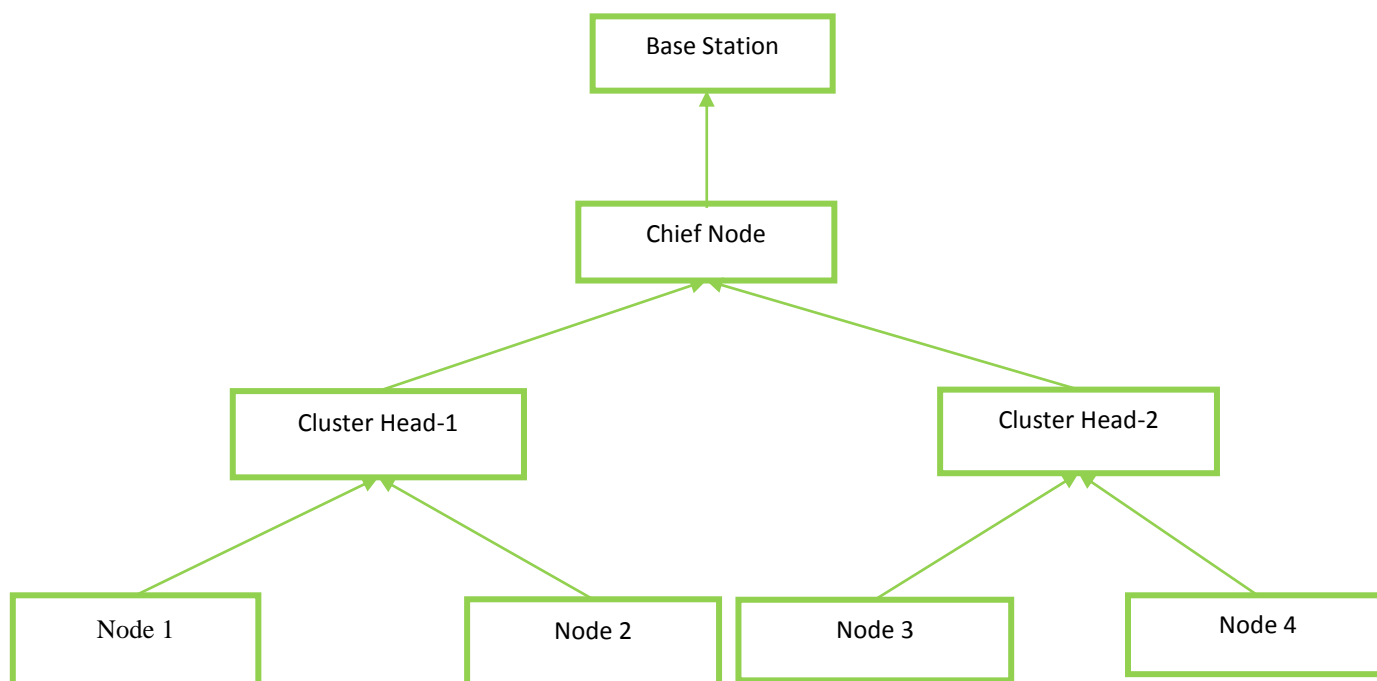 Base Station
Chief Node
Cluster Head-1
Cluster Head-2
Node 1
Node 2
Node 3
Node 4